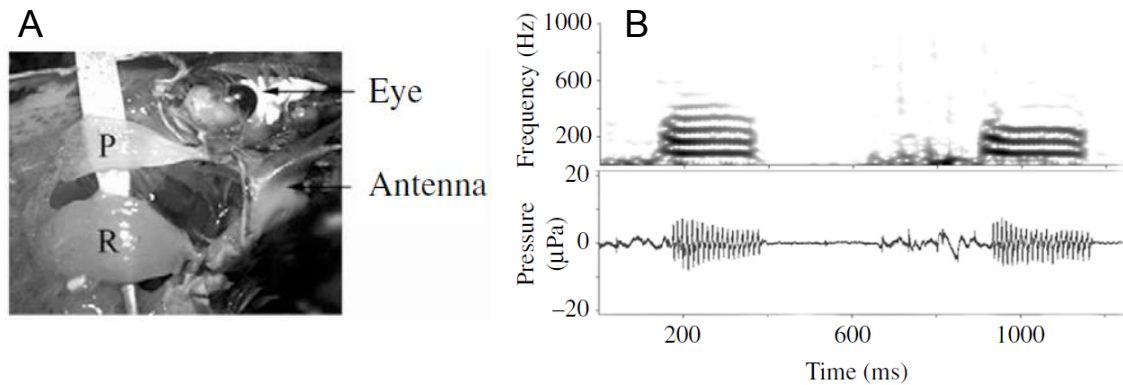 A
P
R
Eye
Antenna
B
Frequency (Hz)
1000
600
200
Pressure
(µPa)
20
0
–20
200
600
1000
Time (ms)